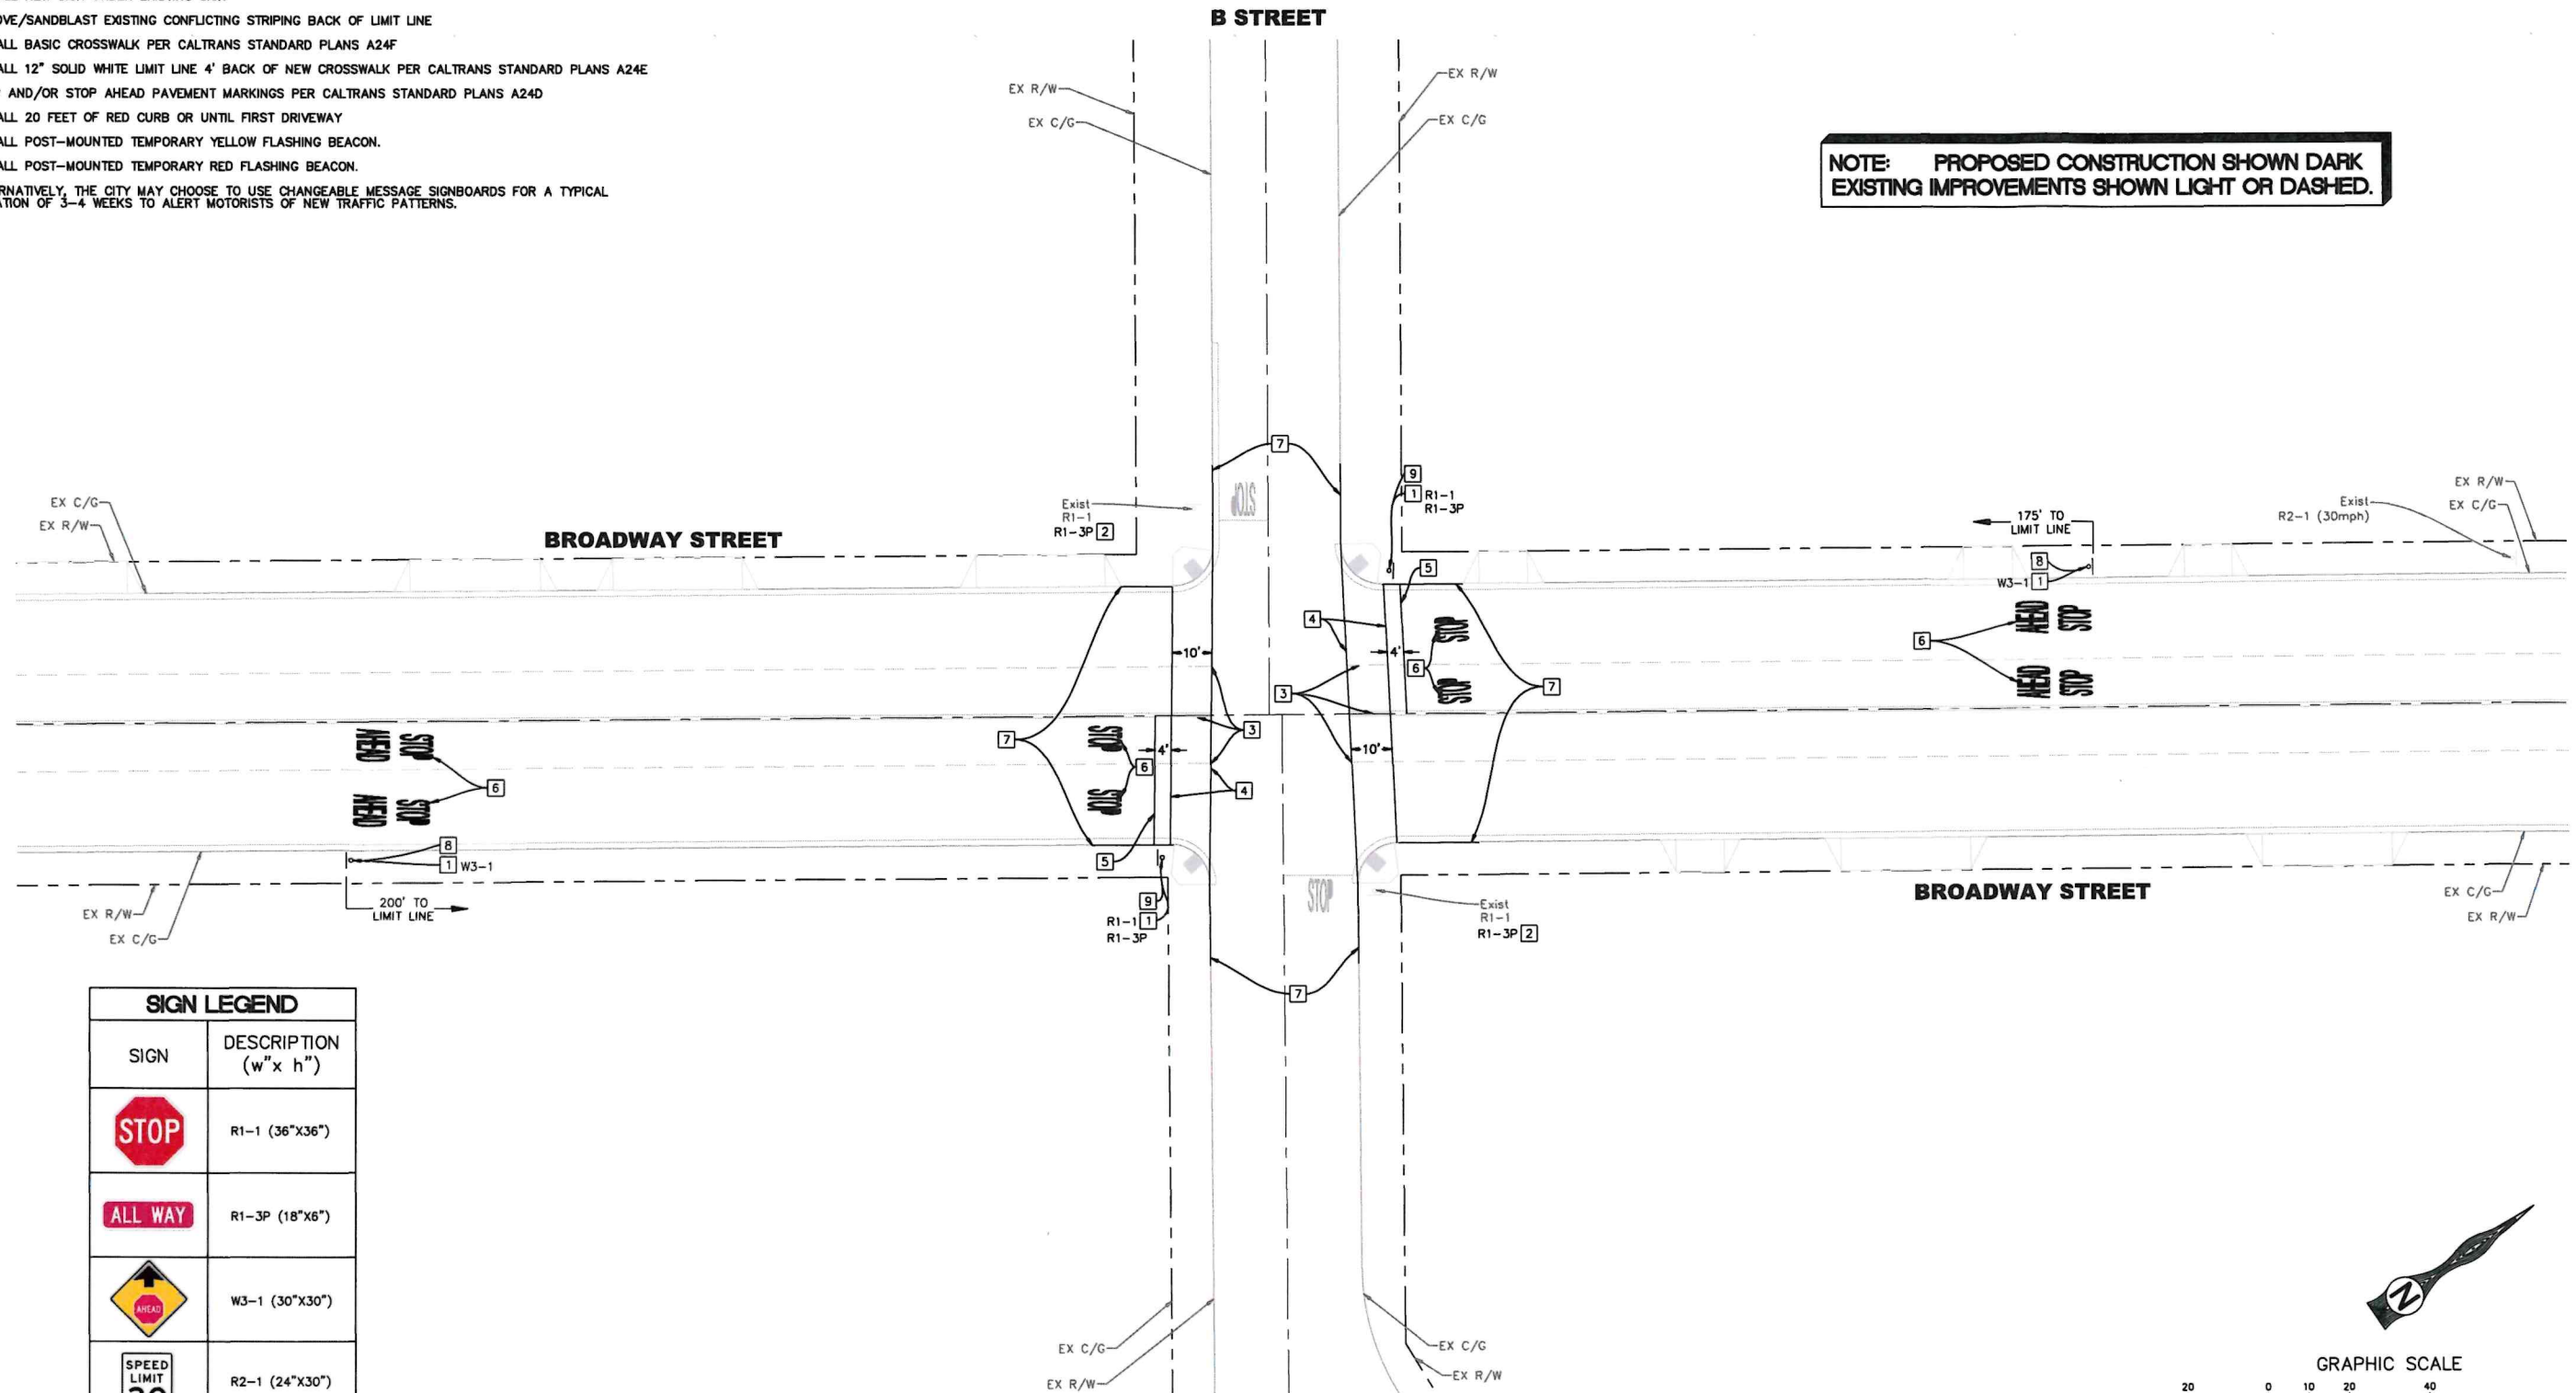 OVE/SANDBLAST EXISTING CONFLICTING STRIPING BACK OF LIMIT LINE
ALL BASIC CROSSWALK PER CALTRANS STANDARD PLANS A24F
ALL 12" SOLID WHITE LIMIT LINE 4' BACK OF NEW CROSSWALK PER CALTRANS STANDARD PLANS A24E
AND/OR STOP AHEAD PAVEMENT MARKINGS PER CALTRANS STANDARD PLANS A24D
ALL 20 FEET OF RED CURB OR UNTIL FIRST DRIVEWAY
ALL POST-MOUNTED TEMPORARY YELLOW FLASHING BEACON.
ALL POST-MOUNTED TEMPORARY RED FLASHING BEACON.
RNATIVELY, THE CITY MAY CHOOSE TO USE CHANGEABLE MESSAGE SIGNBOARDS FOR A TYPICAL
ATION OF 3-4 WEEKS TO ALERT MOTORISTS OF NEW TRAFFIC PATTERNS.
B STREET
EX R/W
EX C/G
EX R/W
EX C/G
NOTE: PROPOSED CONSTRUCTION SHOWN DARK
EXISTING IMPROVEMENTS SHOWN LIGHT OR DASHED.
EX C/G
EX R/W
BROADWAY STREET
Exist
R1-1
R1-3P 2
7
STOP
9
1 R1-1
R1-3P
5
4
10'
4'
6
STOP
STOP
3
7
175' TO
LIMIT LINE
8
W3-1 1
6
AHEAD STOP
AHEAD STOP
Exist
R2-1 (30mph)
EX R/W
EX C/G
STOP
AHEAD
STOP
AHEAD
6
8
1 W3-1
200' TO
LIMIT LINE
EX R/W
EX C/G
7
STOP
STOP
4'
6
3
4
10'
5
9
R1-1 1
R1-3P
STOP
Exist
R1-1
R1-3P 2
7
BROADWAY STREET
EX C/G
EX R/W
SIGN LEGEND
SIGN
DESCRIPTION
(w"x h")
STOP
R1-1 (36"X36")
ALL WAY
R1-3P (18"X6")
AHEAD
W3-1 (30"X30")
SPEED
LIMIT
R2-1 (24"X30")
EX C/G
EX R/W
EX C/G
EX R/W
N
GRAPHIC SCALE
20 0 10 20 40